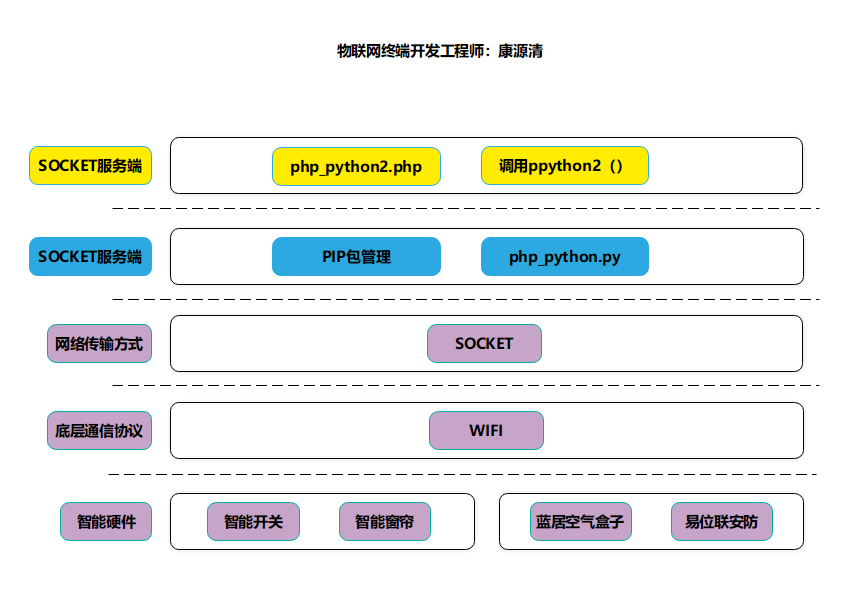 物联网终端开发工程师：康源清
SOCKET服务端
php_python2.php
调用ppython2（）
SOCKET服务端
PIP包管理
php_python.py
网络传输方式
SOCKET
底层通信协议
WIFI
智能硬件
智能开关
智能窗帘
蓝居空气盒子
易位联安防